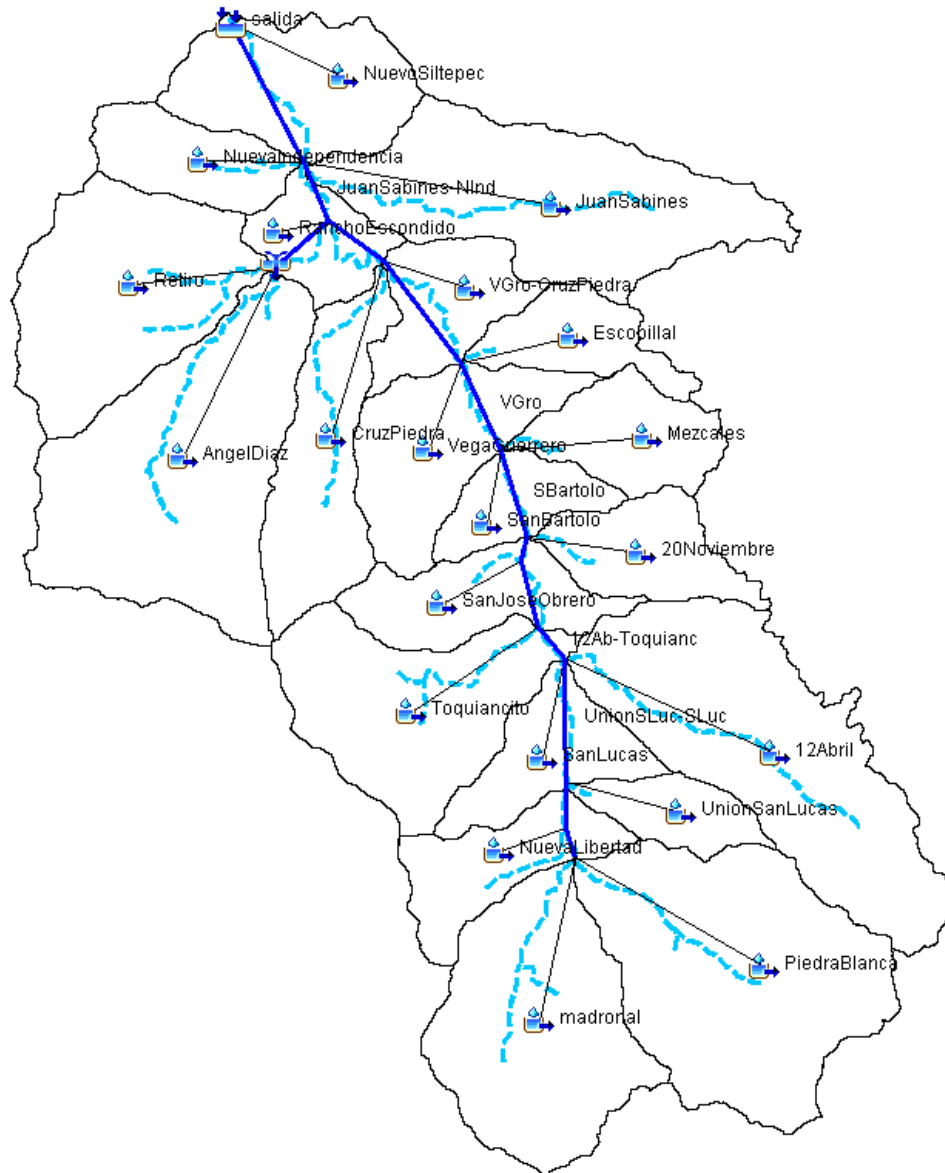 salida
NuevoSiltepec
NuevaIndependencia
JuanSabines-NInd
JuanSabines
RanchoEscondido
Retiro
VGro-CruzPiedra
Escobillal
VGro
CruzPiedra
VegaGuerrero
Mezcales
AngelDiaz
SBartolo
SanBartolo
20Noviembre
SanJoseObrero
12Ab-Toquianc
Toquiancito
UnionSLuc-SLuc
SanLucas
12Abril
UnionSanLucas
NuevaLibertad
PiedraBlanca
madronal